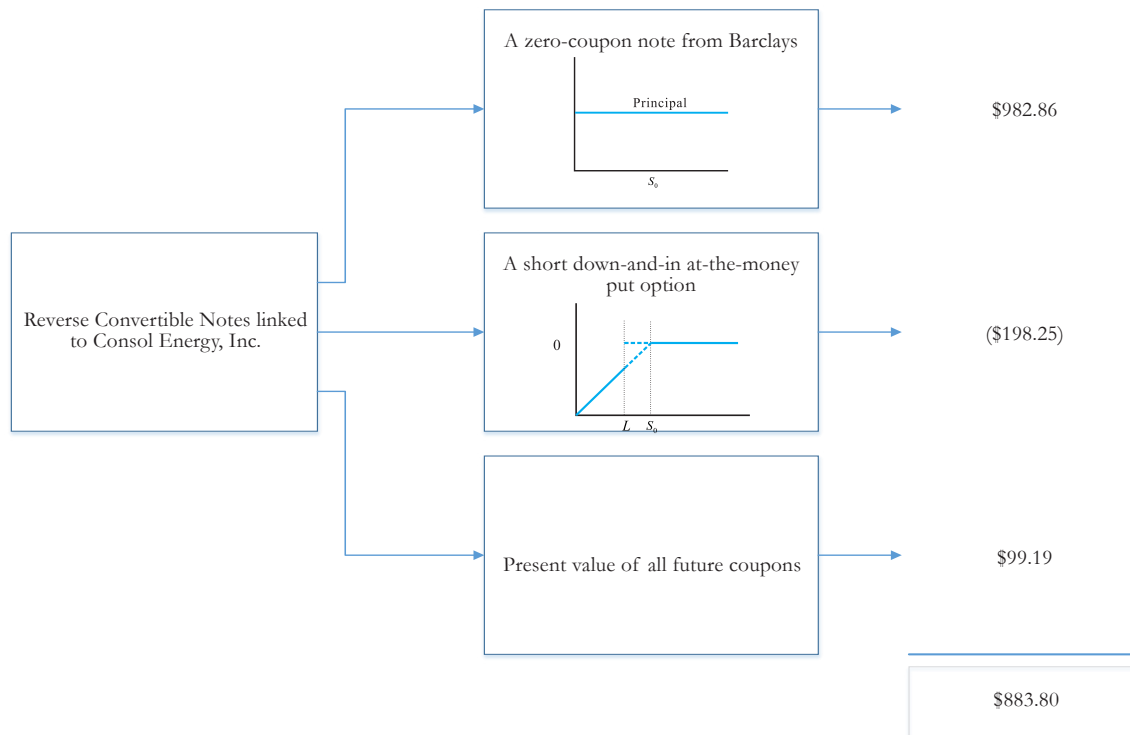 A zero-coupon note from Barclays
Principal
S₀
$982.86
Reverse Convertible Notes linked
to Consol Energy, Inc.
A short down-and-in at-the-money
put option
0
L S₀
($198.25)
Present value of all future coupons
$99.19
$883.80